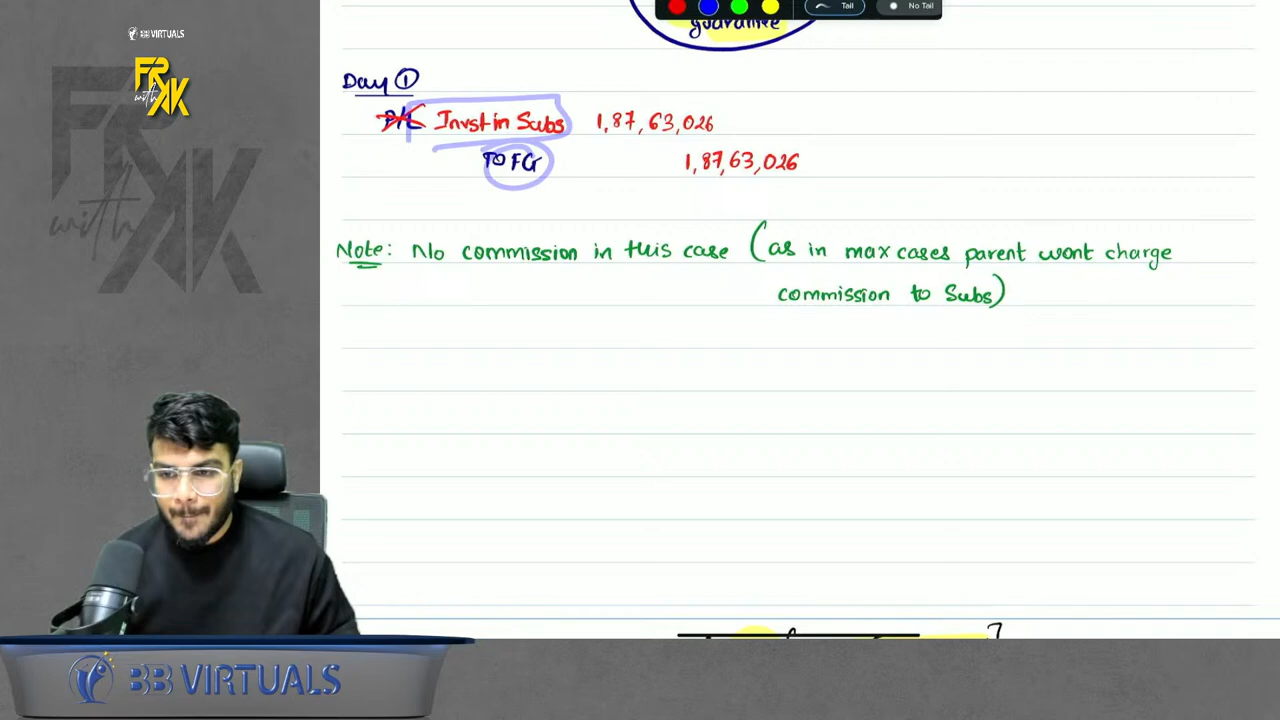 Tail
No Tail
BB VIRTUALS
FR
with
AK
guarantee
Day ①
P/L Invst in Subs 1,87,63,026
TO FG 1,87,63,026
Note: No commission in this case (as in max cases parent wont charge
commission to Subs)
BB VIRTUALS